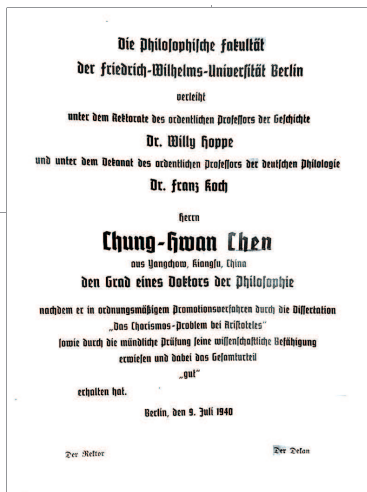 Die Philosophische Fakultät
der Friedrich-Wilhelms-Universität Berlin
verleiht
unter dem Rektorate des ordentlichen Professors der Geschichte
Dr. Willy Hoppe
und unter dem Dekanat des ordentlichen Professors der deutschen Philologie
Dr. Franz Koch
Herrn
Chung-Hwan Chen
aus Yangchow, Kiangsu, China
den Grad eines Doktors der Philosophie
nachdem er in ordnungsmäßigem Promotionsverfahren durch die Dissertation
„Das Chorismos-Problem bei Aristoteles“
sowie durch die mündliche Prüfung seine wissenschaftliche Befähigung
erwiesen und dabei das Gesamturteil
„gut“
erhalten hat.
Berlin, den 9. Juli 1940
Der Rektor
Der Dekan